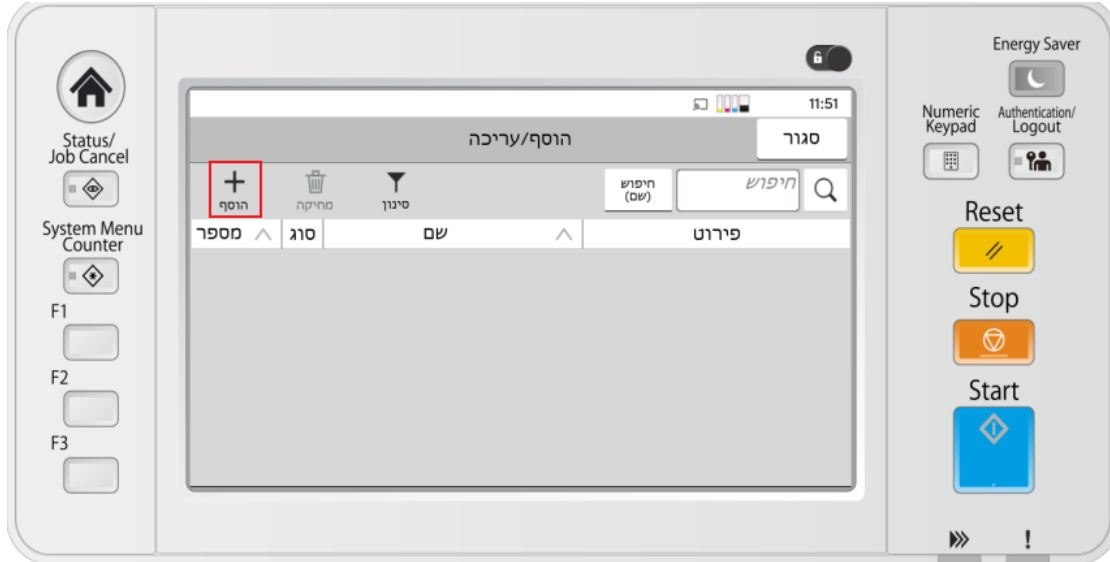 Energy Saver
Numeric
Keypad
Authentication/
Logout
Status/
Job Cancel
11:51
הוסף/עריכה
סגור
הוסף
מחיקה
סינון
חיפוש
(שם)
חיפוש
מספר
סוג
שם
פירוט
System Menu
Counter
F1
F2
F3
Reset
Stop
Start
!